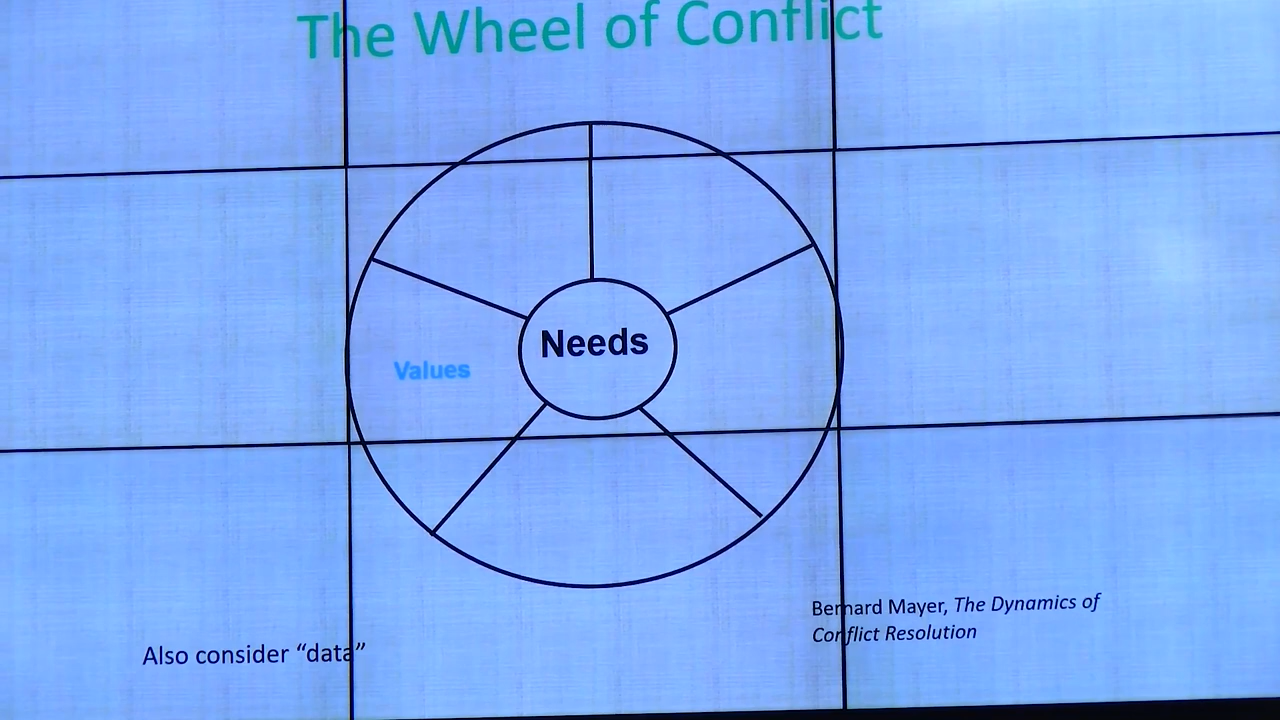 The Wheel of Conflict
Needs
Values
Bernard Mayer, The Dynamics of
Conflict Resolution
Also consider “data”